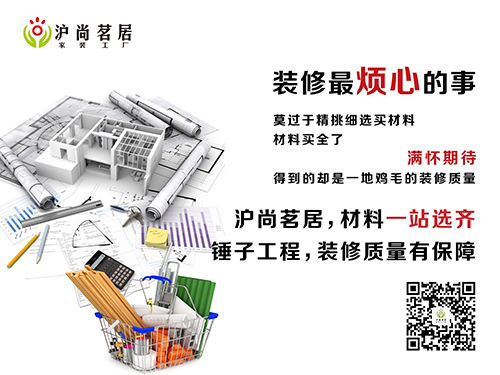 沪尚茗居
家装工厂
装修最烦心的事
莫过于精挑细选买材料
材料买全了
满怀期待
得到的却是一地鸡毛的装修质量
沪尚茗居，材料一站选齐
锤子工程，装修质量有保障